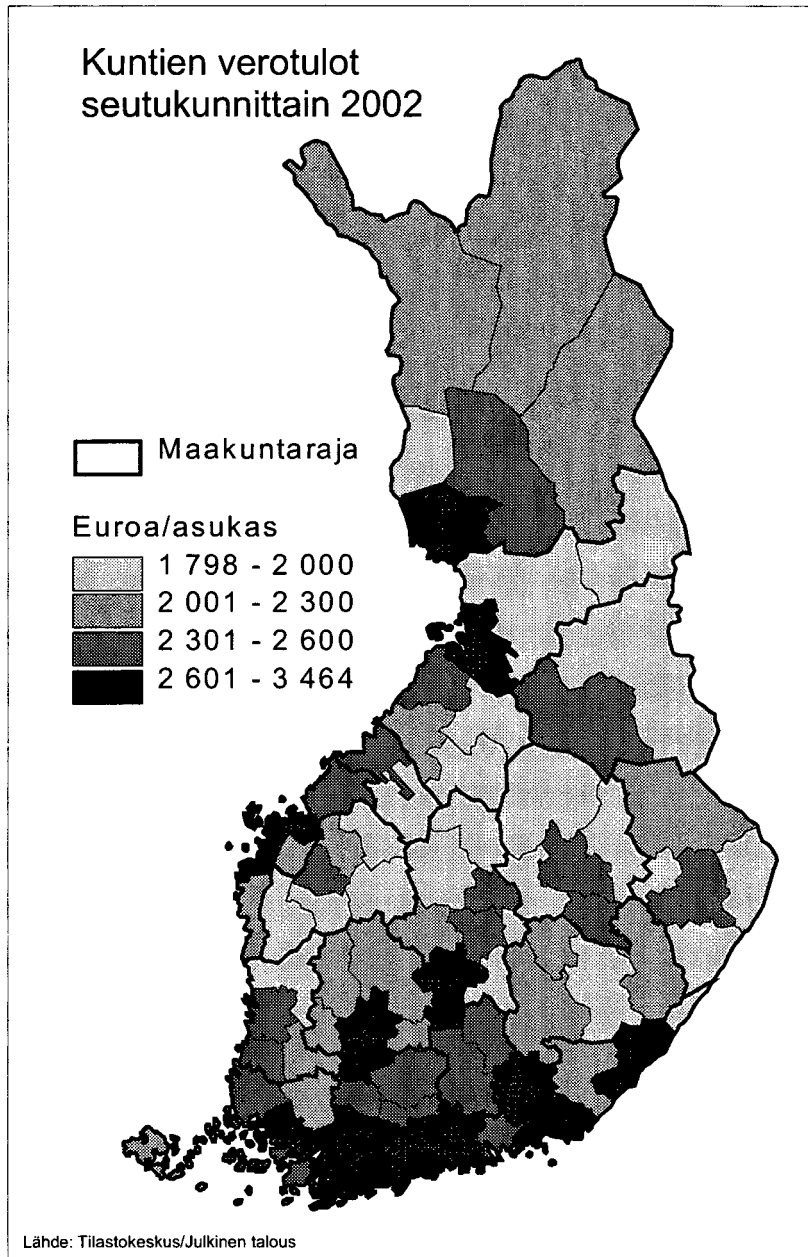 Kuntien verotulot
seutukunnittain 2002
Maakuntaraja
Euroa/asukas
1 798 - 2 000
2 001 - 2 300
2 301 - 2 600
2 601 - 3 464
Lähde: Tilastokeskus/Julkinen talous